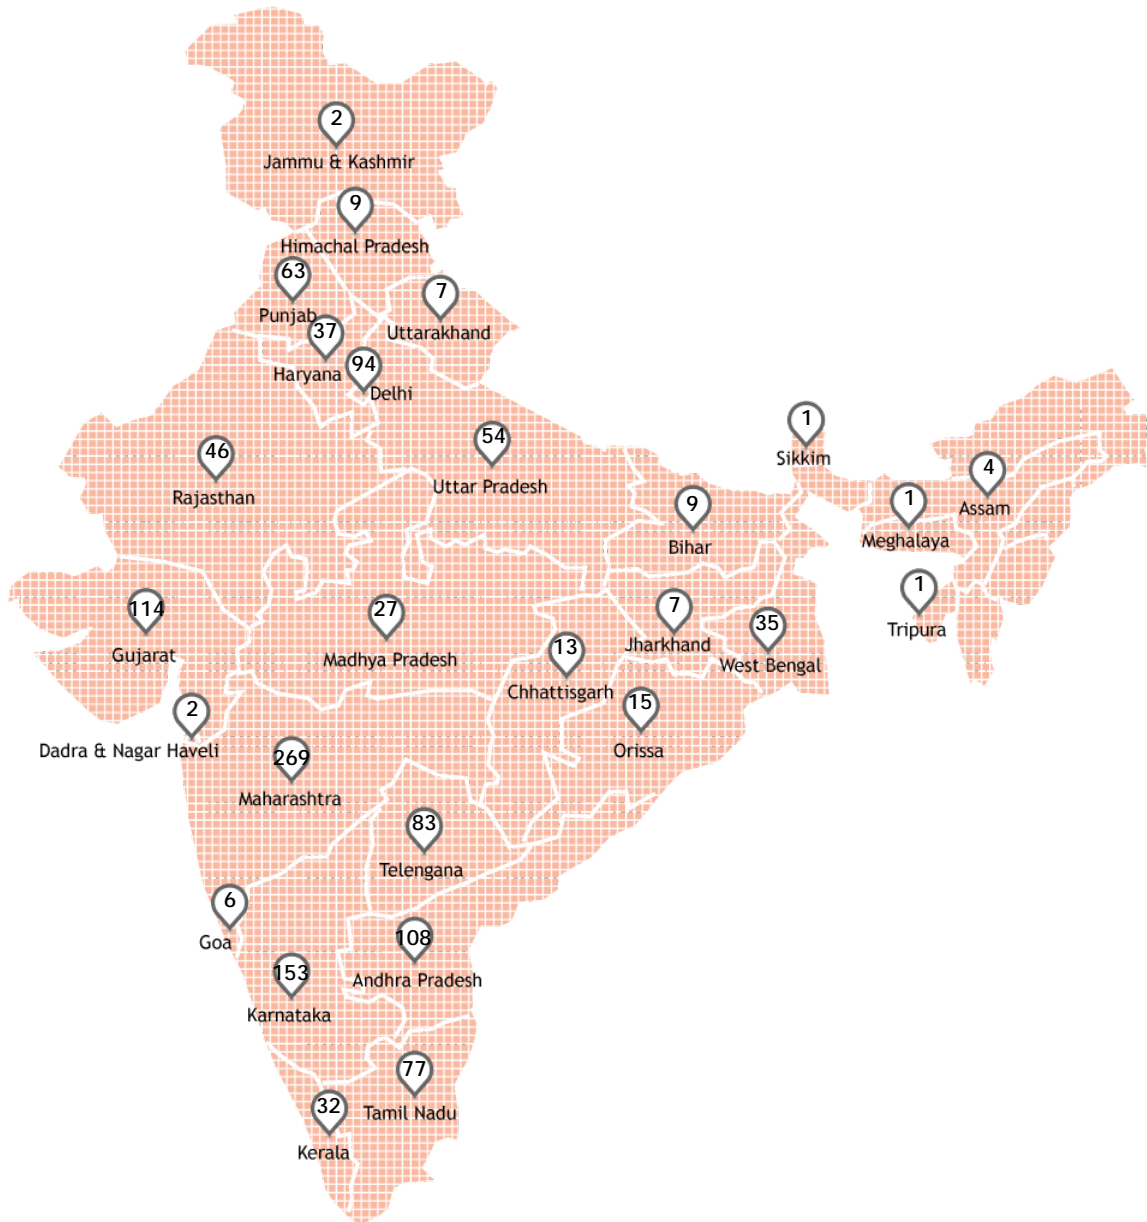 2
Jammu & Kashmir
9
Himachal Pradesh
63
Punjab
7
Uttarakhand
37
Haryana
94
Delhi
1
Sikkim
46
Rajasthan
54
Uttar Pradesh
4
Assam
9
Bihar
1
Meghalaya
1
Tripura
114
Gujarat
27
Madhya Pradesh
7
Jharkhand
35
West Bengal
13
Chhattisgarh
2
Dadra & Nagar Haveli
15
Orissa
269
Maharashtra
83
Telengana
6
Goa
108
Andhra Pradesh
153
Karnataka
77
Tamil Nadu
32
Kerala